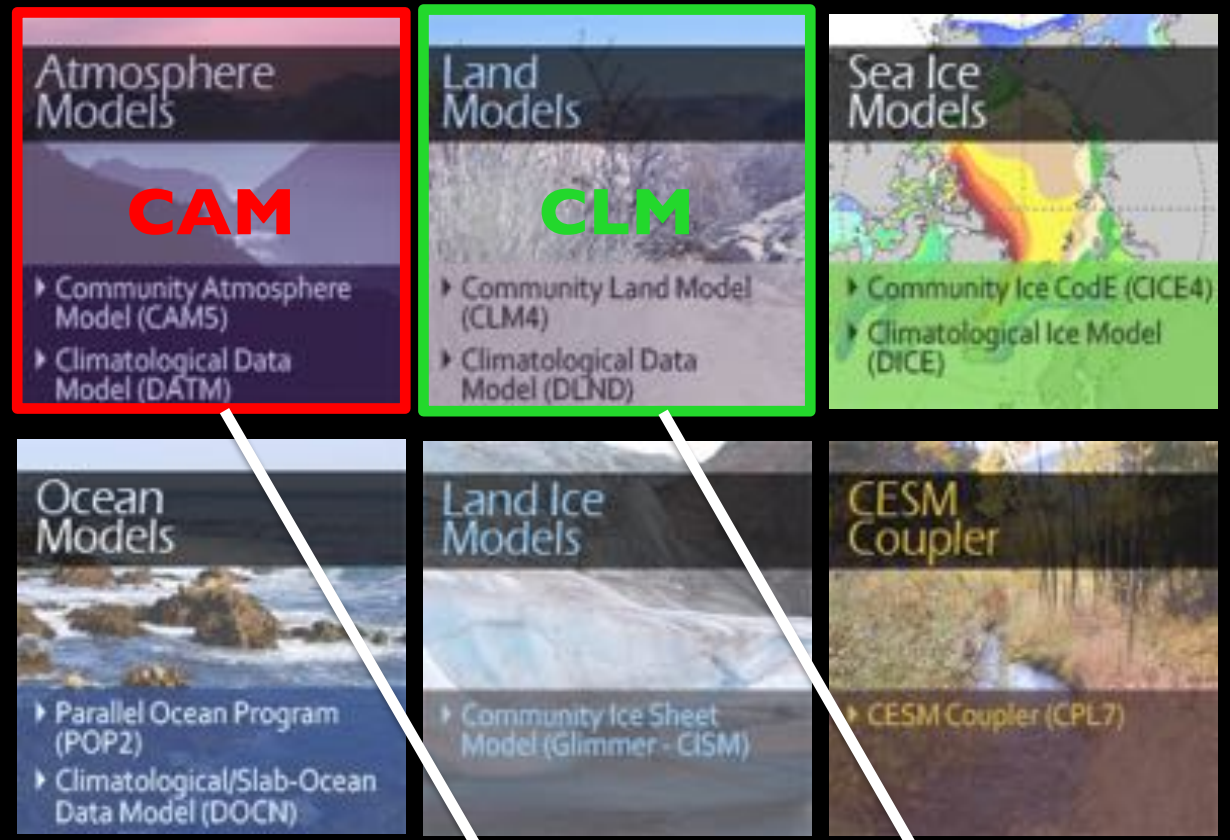 Atmosphere
Models
CAM
Community Atmosphere
Model (CAM5)
Climatological Data
Model (DATM)
Land
Models
CLM
Community Land Model
(CLM4)
Climatological Data
Model (DLND)
Sea Ice
Models
Community Ice CodE (CICE4)
Climatological Ice Model
(DICE)
Ocean
Models
Parallel Ocean Program
(POP2)
Climatological/Slab-Ocean
Data Model (DOCN)
Land Ice
Models
Community Ice Sheet
Model (Glimmer - CISM)
CESM
Coupler
CESM Coupler (CPL7)